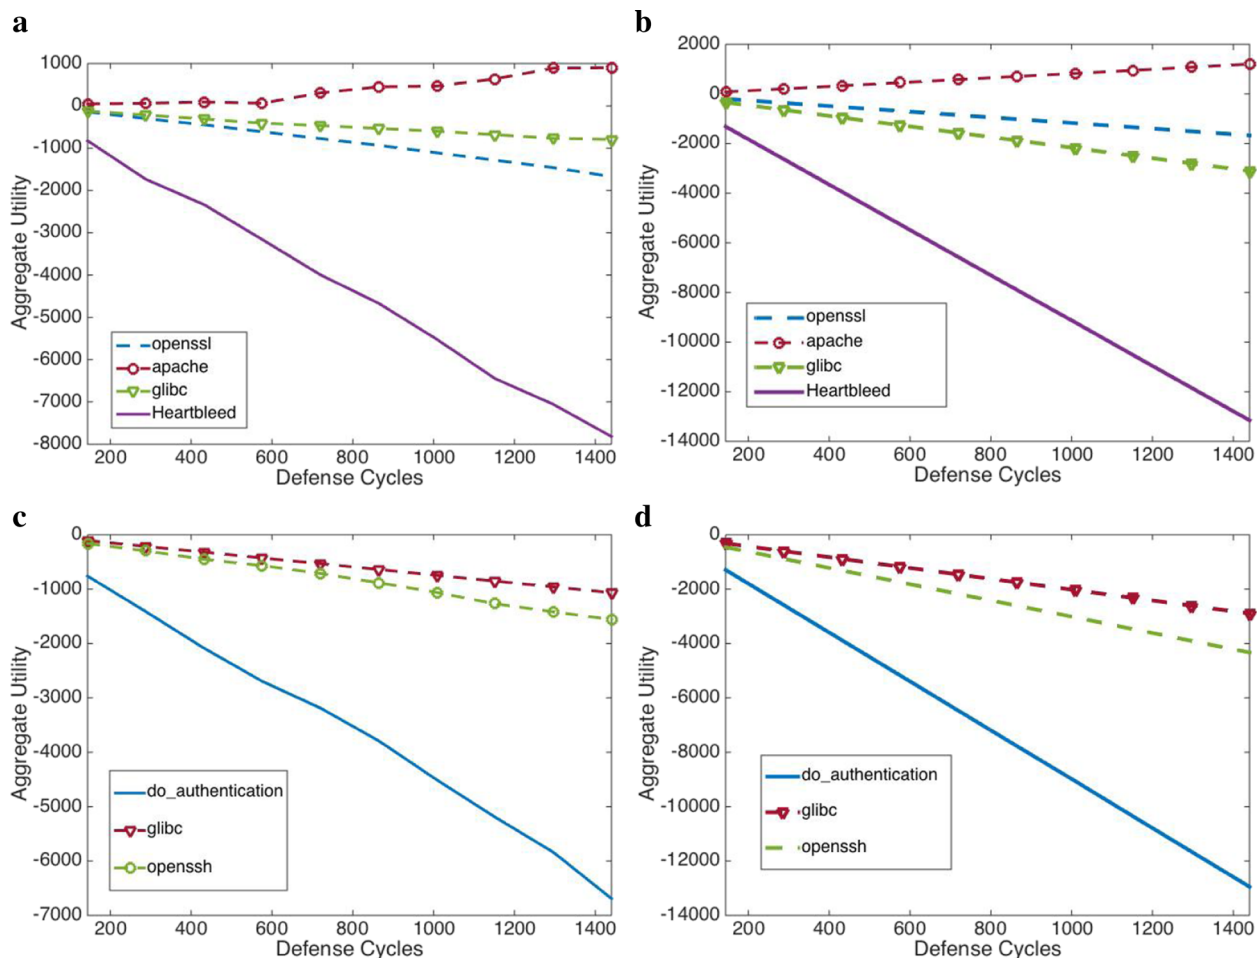 a
1000
0
-1000
-2000
-3000
-4000
-5000
-6000
-7000
-8000
Aggregate Utility
openssl
apache
glibc
Heartbleed
200 400 600 800 1000 1200 1400
Defense Cycles
b
2000
0
-2000
-4000
-6000
-8000
-10000
-12000
-14000
Aggregate Utility
openssl
apache
glibc
Heartbleed
200 400 600 800 1000 1200 1400
Defense Cycles
c
0
-1000
-2000
-3000
-4000
-5000
-6000
-7000
Aggregate Utility
do_authentication
glibc
openssh
200 400 600 800 1000 1200 1400
Defense Cycles
d
0
-2000
-4000
-6000
-8000
-10000
-12000
-14000
Aggregate Utility
do_authentication
glibc
openssh
200 400 600 800 1000 1200 1400
Defense Cycles